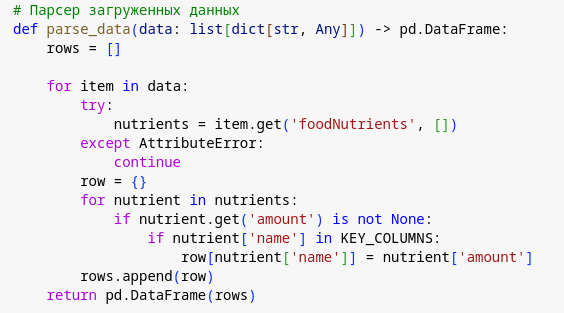 # Парсер загруженных данных
def parse_data(data: list[dict[str, Any]]) -> pd.DataFrame:
    rows = []

    for item in data:
        try:
            nutrients = item.get('foodNutrients', [])
        except AttributeError:
            continue
        row = {}
        for nutrient in nutrients:
            if nutrient.get('amount') is not None:
                if nutrient['name'] in KEY_COLUMNS:
                    row[nutrient['name']] = nutrient['amount']
        rows.append(row)
    return pd.DataFrame(rows)